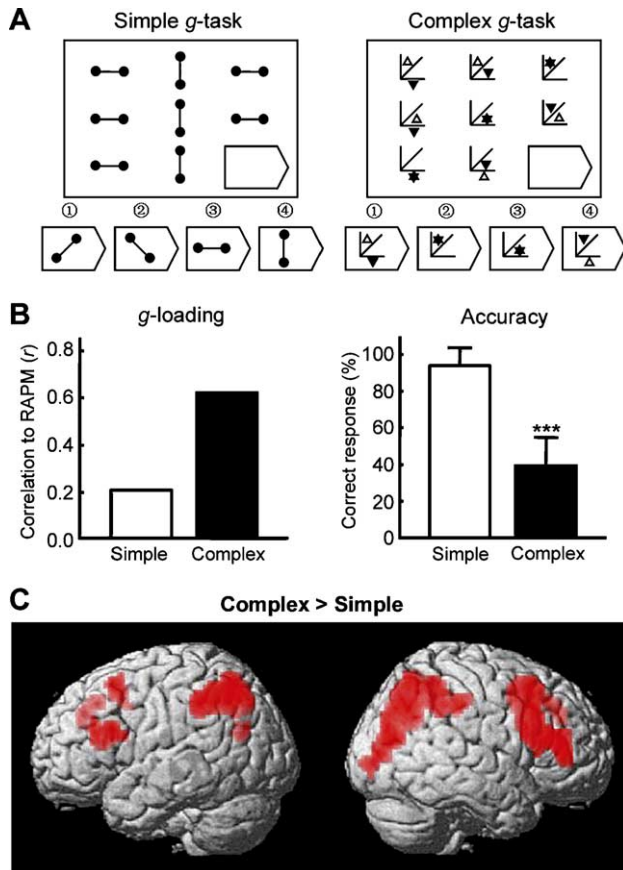 A
Simple g-task
Complex g-task
① ② ③ ④
① ② ③ ④
B
g-loading
Correlation to RAPM (r)
0.8
0.6
0.4
0.2
0.0
Simple Complex
Accuracy
Correct response (%)
100
80
60
40
20
0
***
Simple Complex
C
Complex > Simple